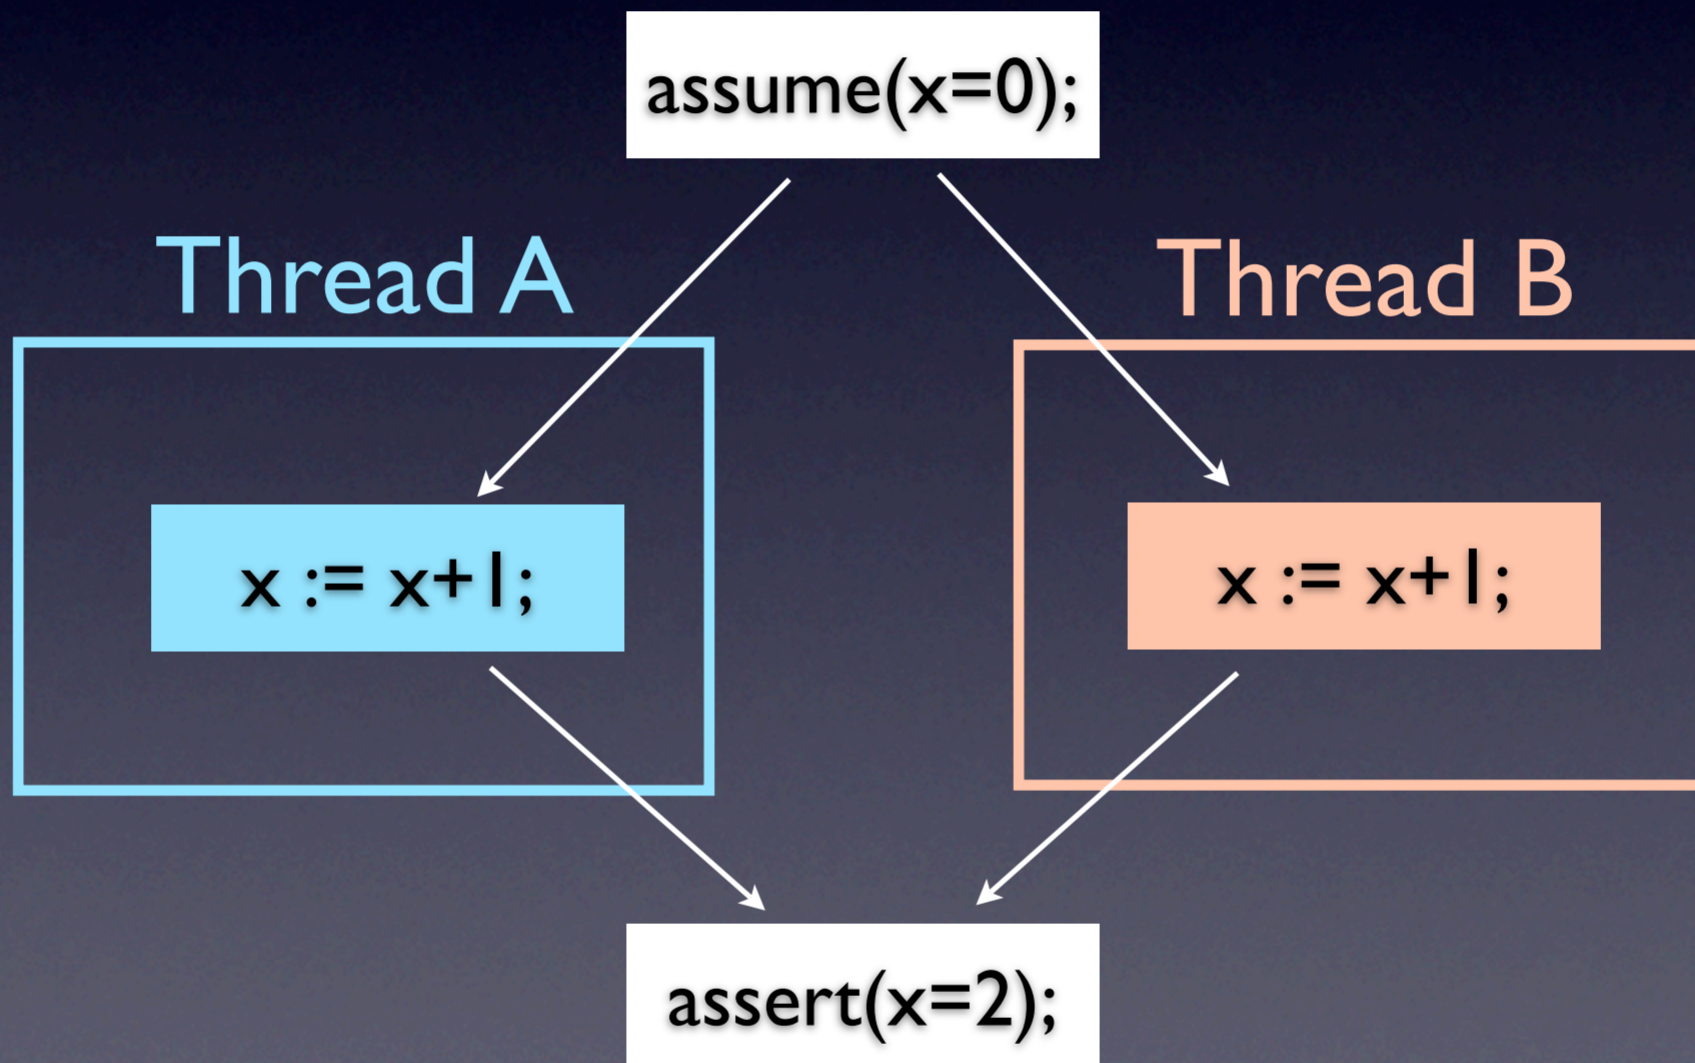 assume(x=0);
Thread A
Thread B
x := x+1;
x := x+1;
assert(x=2);